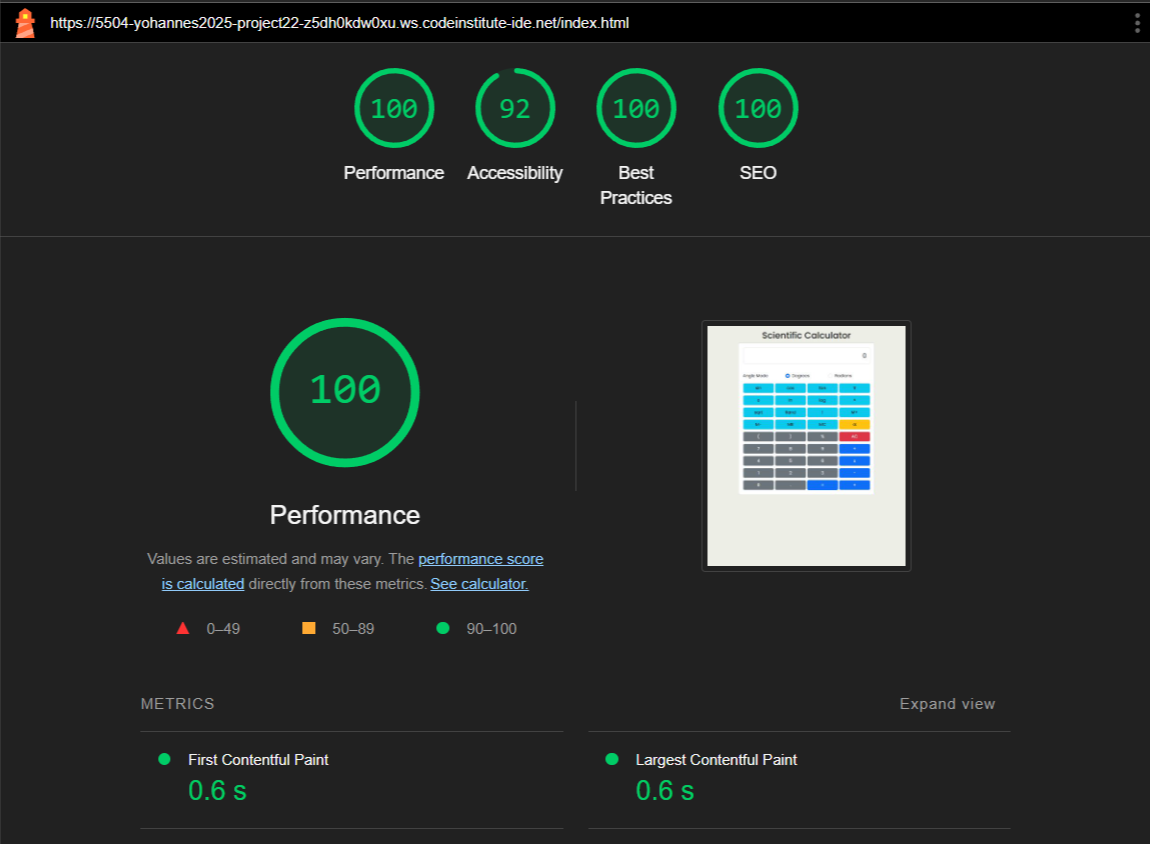 https://5504-yohannes2025-project22-z5dh0kdw0xu.ws.codeinstitute-ide.net/index.html
100
92
100
100
Performance
Accessibility
Best
Practices
SEO
100
Performance
Values are estimated and may vary. The performance score
is calculated directly from these metrics. See calculator.
0–49
50–89
90–100
Scientific Calculator
0
Angle Mode:
Degrees
Radians
METRICS
Expand view
First Contentful Paint
0.6 s
Largest Contentful Paint
0.6 s